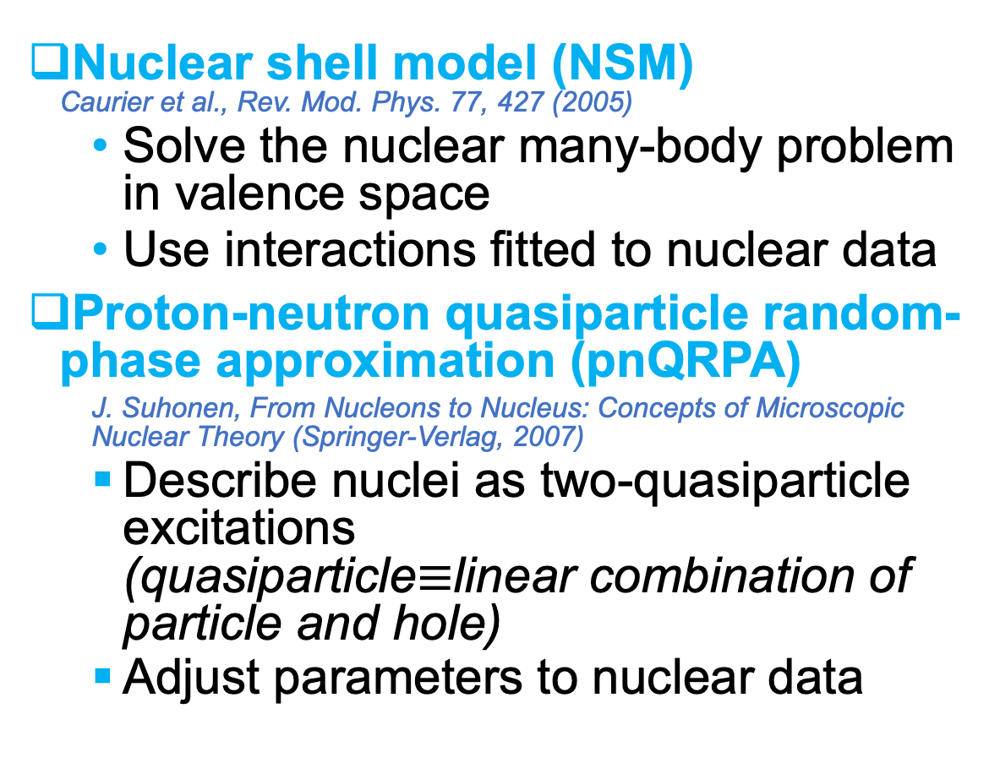 ❑Nuclear shell model (NSM)
Caurier et al., Rev. Mod. Phys. 77, 427 (2005)
• Solve the nuclear many-body problem
in valence space
• Use interactions fitted to nuclear data
❑Proton-neutron quasiparticle random-
phase approximation (pnQRPA)
J. Suhonen, From Nucleons to Nucleus: Concepts of Microscopic
Nuclear Theory (Springer-Verlag, 2007)
▪ Describe nuclei as two-quasiparticle
excitations
(quasiparticle≡linear combination of
particle and hole)
▪ Adjust parameters to nuclear data